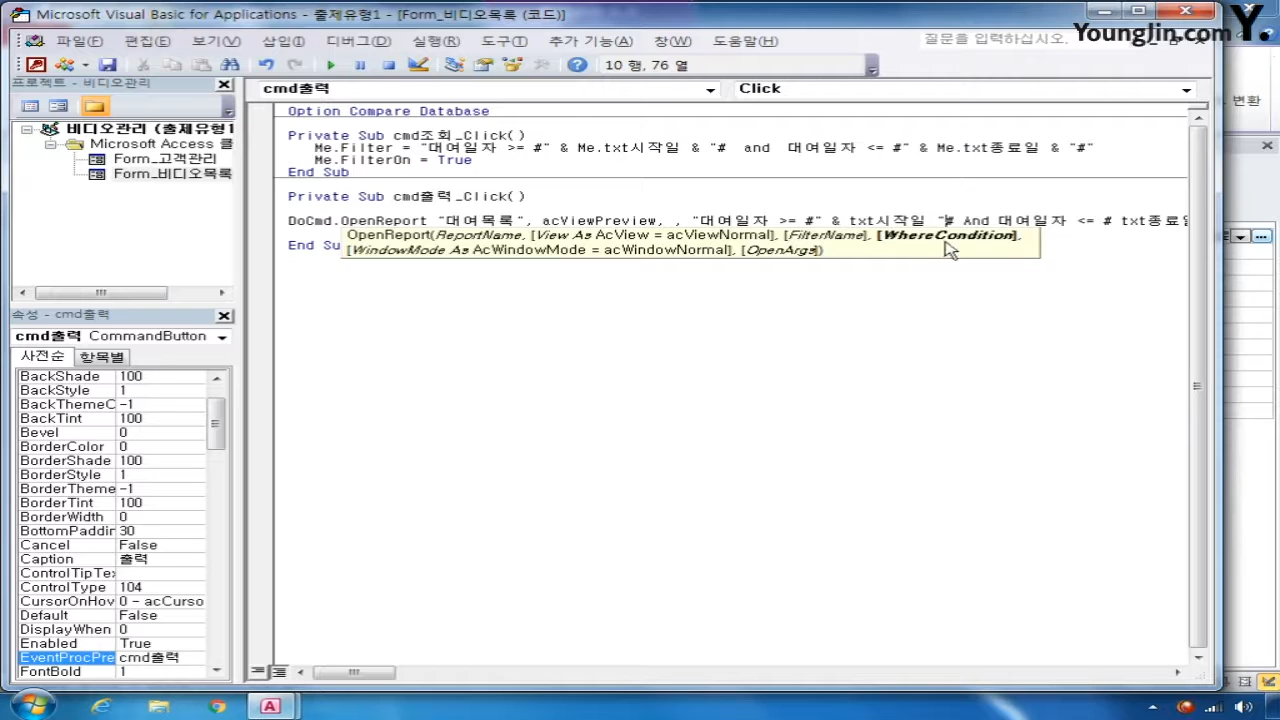 Microsoft Visual Basic for Applications - 출제유형1 - [Form_비디오목록 (코드)]
YoungJin.com Y.
파일(F) 편집(E) 보기(V) 삽입(I) 디버그(D) 실행(R) 도구(T) 추가 기능(A) 창(W) 도움말(H) 질문을 입력하십시오.
10 행, 76 열
변환
프로젝트 - 비디오관리
cmd출력 Click
비디오관리 (출제유형1
Microsoft Access 클
Form_고객관리
Form_비디오목록
Option Compare Database
Private Sub cmd조회_Click()
Me.Filter = "대여일자 >= #" & Me.txt시작일 & "#  and  대여일자 <= #" & Me.txt종료일 & "#"
Me.FilterOn = True
End Sub
Private Sub cmd출력_Click()
DoCmd.OpenReport "대여목록", acViewPreview, , "대여일자 >= #" & txt시작일 "# And 대여일자 <= # txt종료일
OpenReport(ReportName, [View As AcView = acViewNormal], [FilterName], [WhereCondition],
[WindowMode As AcWindowMode = acWindowNormal], [OpenArgs])
End Su
속성 - cmd출력
cmd출력 CommandButton
사전순 항목별
BackShade 100
BackStyle 1
BackThemeC -1
BackTint 100
Bevel 0
BorderColor 0
BorderShade 100
BorderStyle 1
BorderTheme -1
BorderTint 100
BorderWidth 0
BottomPaddin 30
Cancel False
Caption 출력
ControlTipTe
ControlType 104
CursorOnHov 0 - acCurso
Default False
DisplayWhen 0
Enabled True
EventProcPre cmd출력
FontBold 1